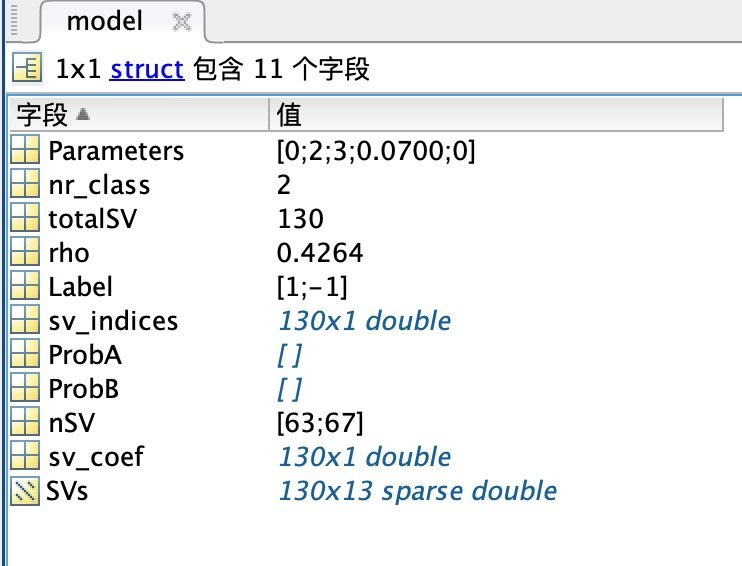 model
1x1 struct 包含 11 个字段
字段 值
Parameters [0;2;3;0.0700;0]
nr_class 2
totalSV 130
rho 0.4264
Label [1;-1]
sv_indices 130x1 double
ProbA []
ProbB []
nSV [63;67]
sv_coef 130x1 double
SVs 130x13 sparse double